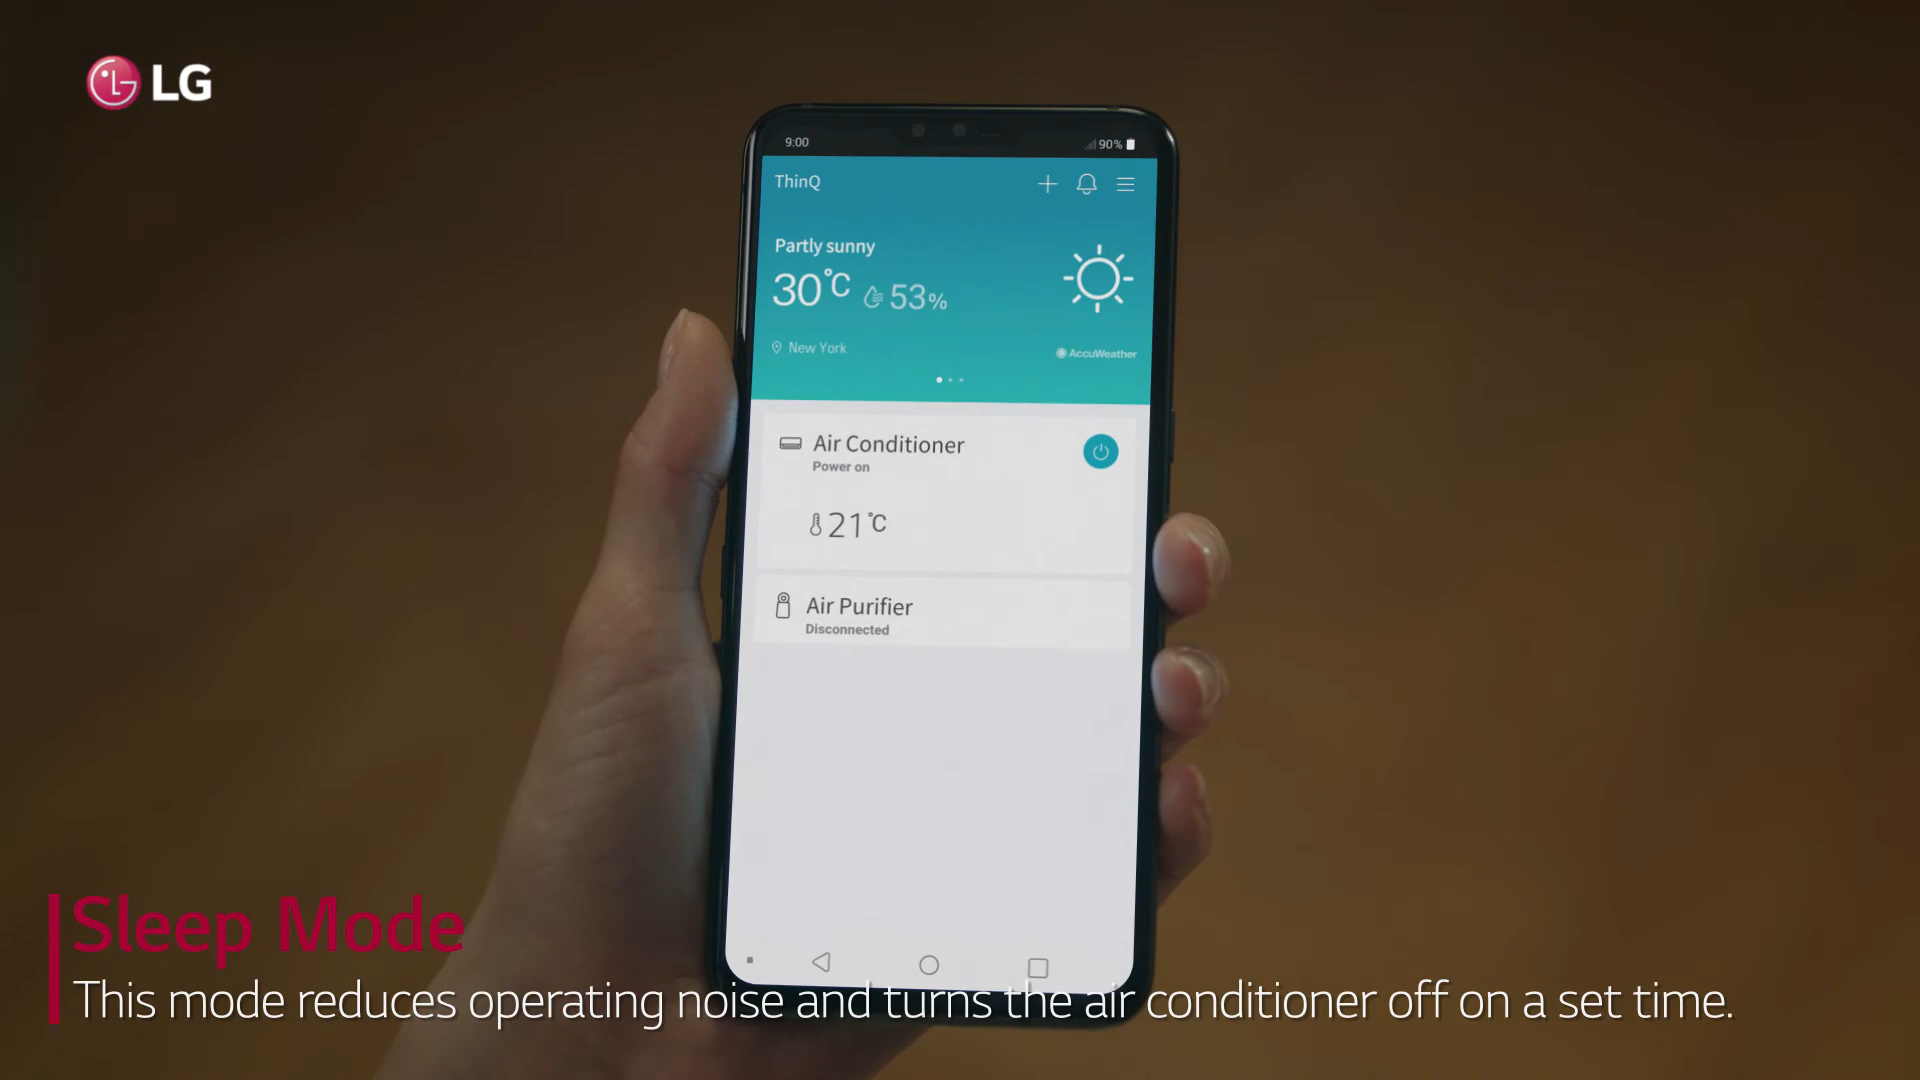 LG
9:00
90%
ThinQ
Partly sunny
30°C 53%
New York
AccuWeather
Air Conditioner
Power on
21°C
Air Purifier
Disconnected
Sleep Mode
This mode reduces operating noise and turns the air conditioner off on a set time.